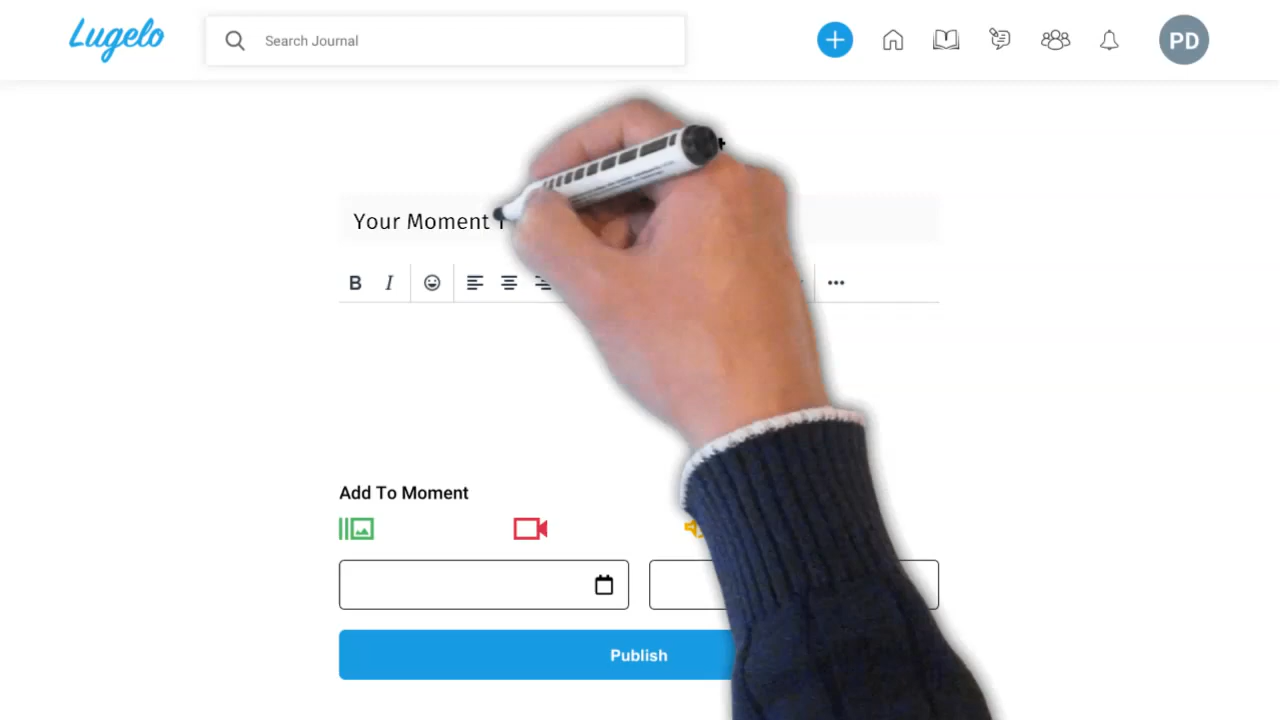 Lugelo
Search Journal
PD
Your Moment
B I
Add To Moment
Publish